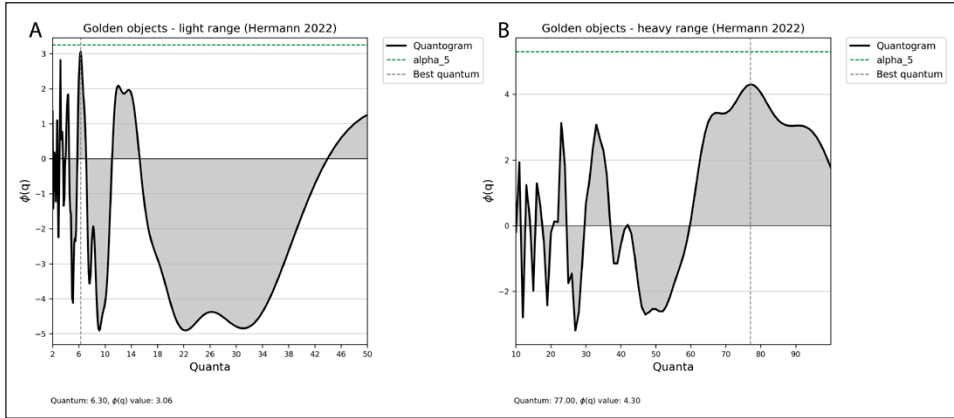 A
Golden objects - light range (Hermann 2022)
Quantogram
alpha_5
Best quantum
3
2
1
0
−1
−2
−3
−4
−5
ϕ(q)
2 6 10 14 18 22 26 30 34 38 42 46 50
Quanta
Quantum: 6.30, ϕ(q) value: 3.06
B
Golden objects - heavy range (Hermann 2022)
Quantogram
alpha_5
Best quantum
4
2
0
−2
ϕ(q)
10 20 30 40 50 60 70 80 90
Quanta
Quantum: 77.00, ϕ(q) value: 4.30